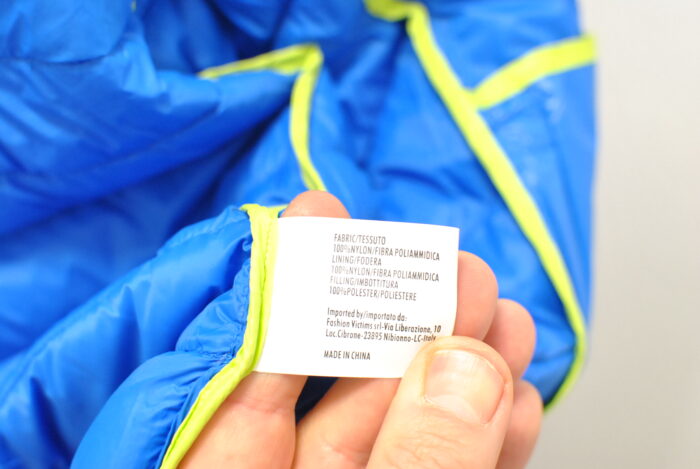 FABRIC/TESSUTO
100%NYLON/FIBRA POLIAMMIDICA
LINING/FODERA
100%NYLON/FIBRA POLIAMMIDICA
FILLING/IMBOTTITURA
100%POLESTER/POLIESTERE
Imported by/importato da:
Fashion Victims srl-Via Liberazione, 10
Loc.Cibrone-23895 Nibionno-LC-Italy
MADE IN CHINA